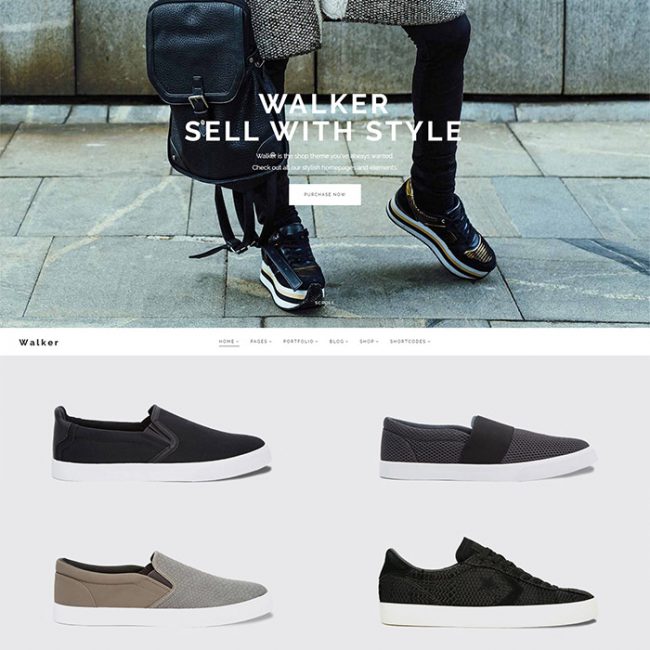 WALKER
SELL WITH STYLE
Walker is the shop theme you've always wanted.
Check out all our stylish homepages and elements.
PURCHASE NOW
1
SCROLL
Walker
HOME PAGES PORTFOLIO BLOG SHOP SHORTCODES